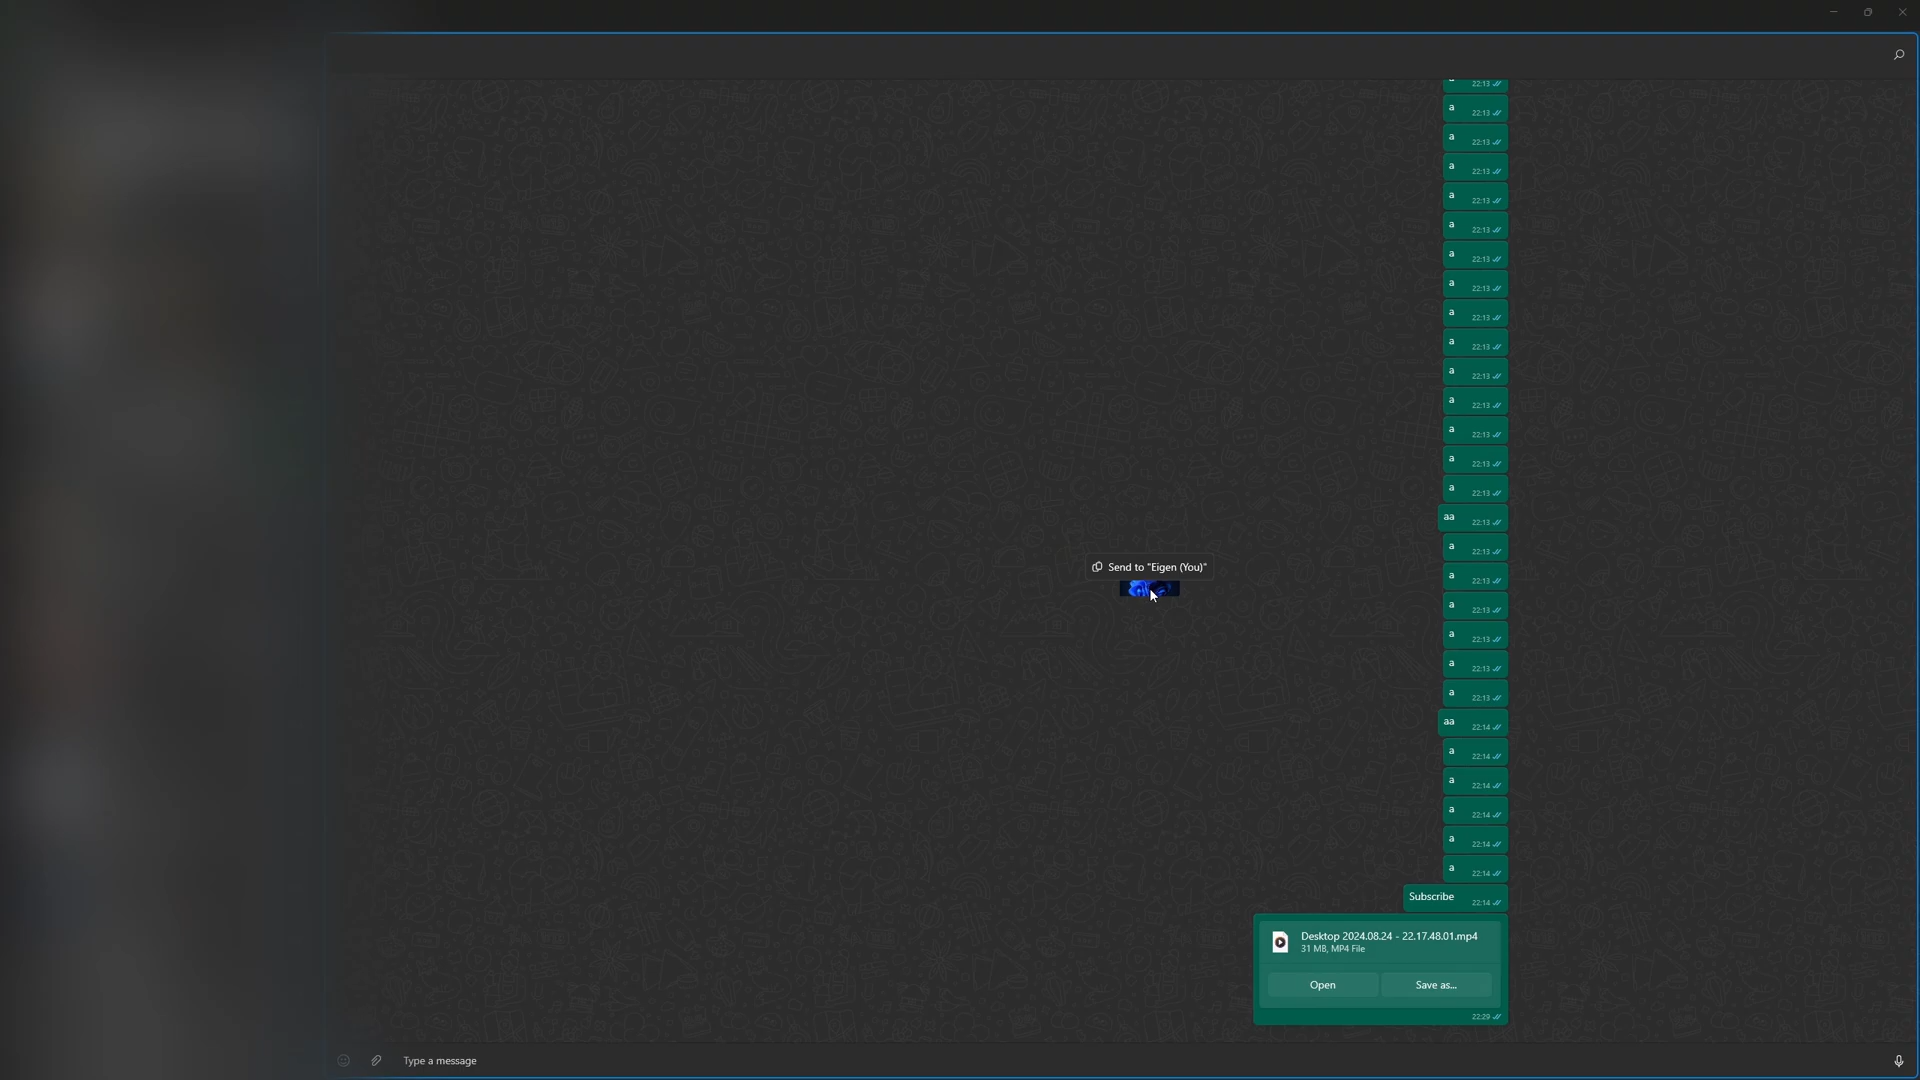 22:13
a 22:13
a 22:13
a 22:13
a 22:13
a 22:13
a 22:13
a 22:13
a 22:13
a 22:13
a 22:13
a 22:13
a 22:13
a 22:13
a 22:13
aa 22:13
a 22:13
Send to "Eigen (You)"
a 22:13
a 22:13
a 22:13
a 22:13
a 22:13
aa 22:14
a 22:14
a 22:14
a 22:14
a 22:14
a 22:14
Subscribe 22:14
Desktop 2024.08.24 - 22.17.48.01.mp4
31 MB, MP4 File
Open Save as...
22:29
Type a message